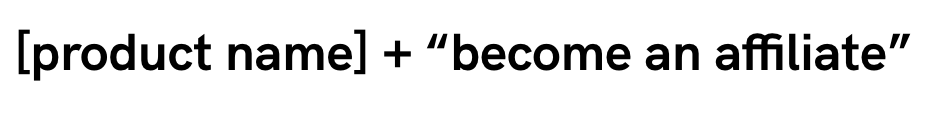 [product name] + “become an affiliate”